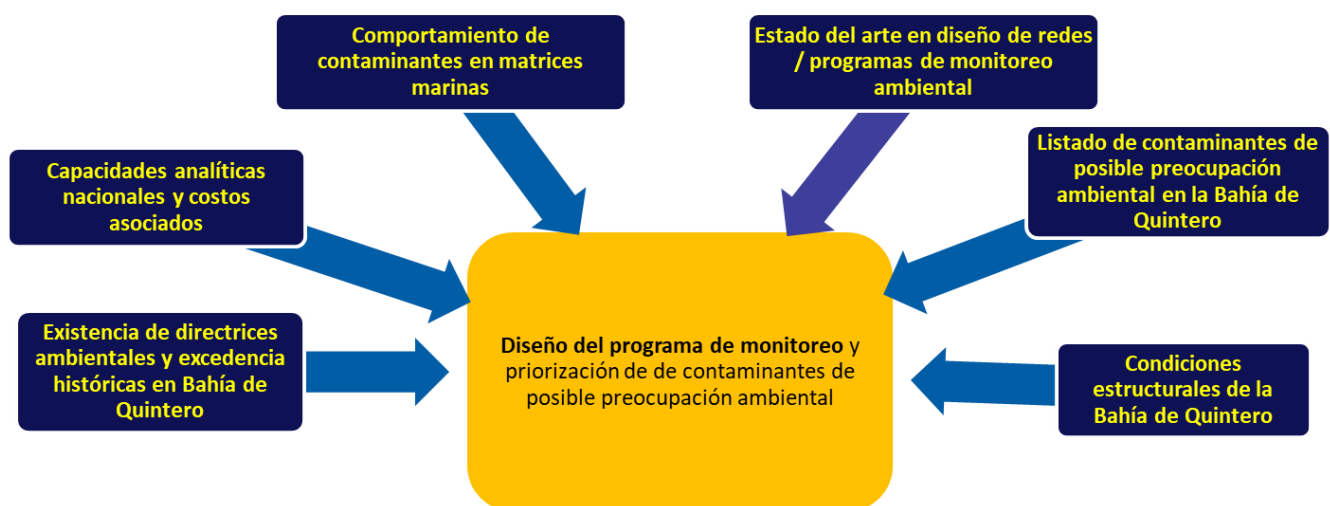 Comportamiento de
contaminantes en matrices
marinas
Estado del arte en diseño de redes
/ programas de monitoreo
ambiental
Capacidades analíticas
nacionales y costos
asociados
Listado de contaminantes de
posible preocupación
ambiental en la Bahía de
Quintero
Existencia de directrices
ambientales y excedencia
históricas en Bahía de
Quintero
Diseño del programa de monitoreo y
priorización de de contaminantes de
posible preocupación ambiental
Condiciones
estructurales de la
Bahía de Quintero